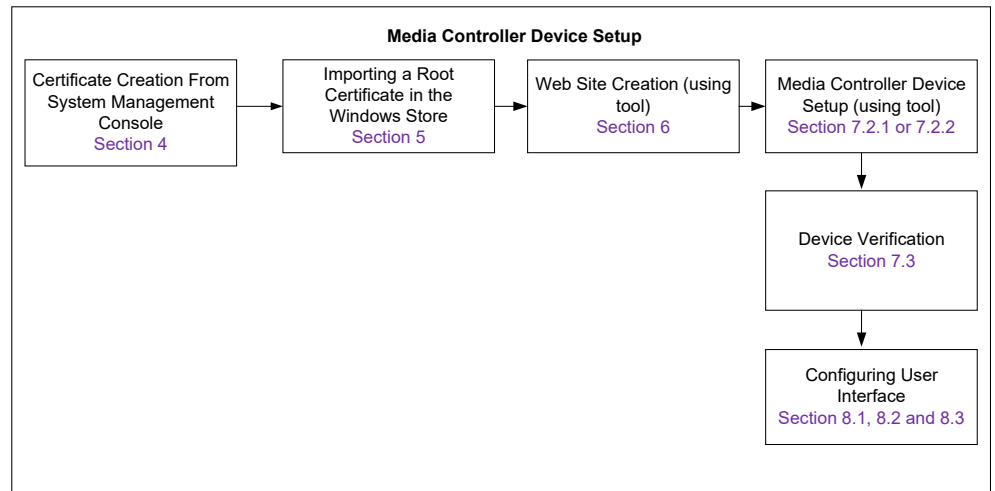 Media Controller Device Setup
Certificate Creation From
System Management
Console
Section 4
Importing a Root
Certificate in the
Windows Store
Section 5
Web Site Creation (using
tool)
Section 6
Media Controller Device
Setup (using tool)
Section 7.2.1 or 7.2.2
Device Verification
Section 7.3
Configuring User
Interface
Section 8.1, 8.2 and 8.3